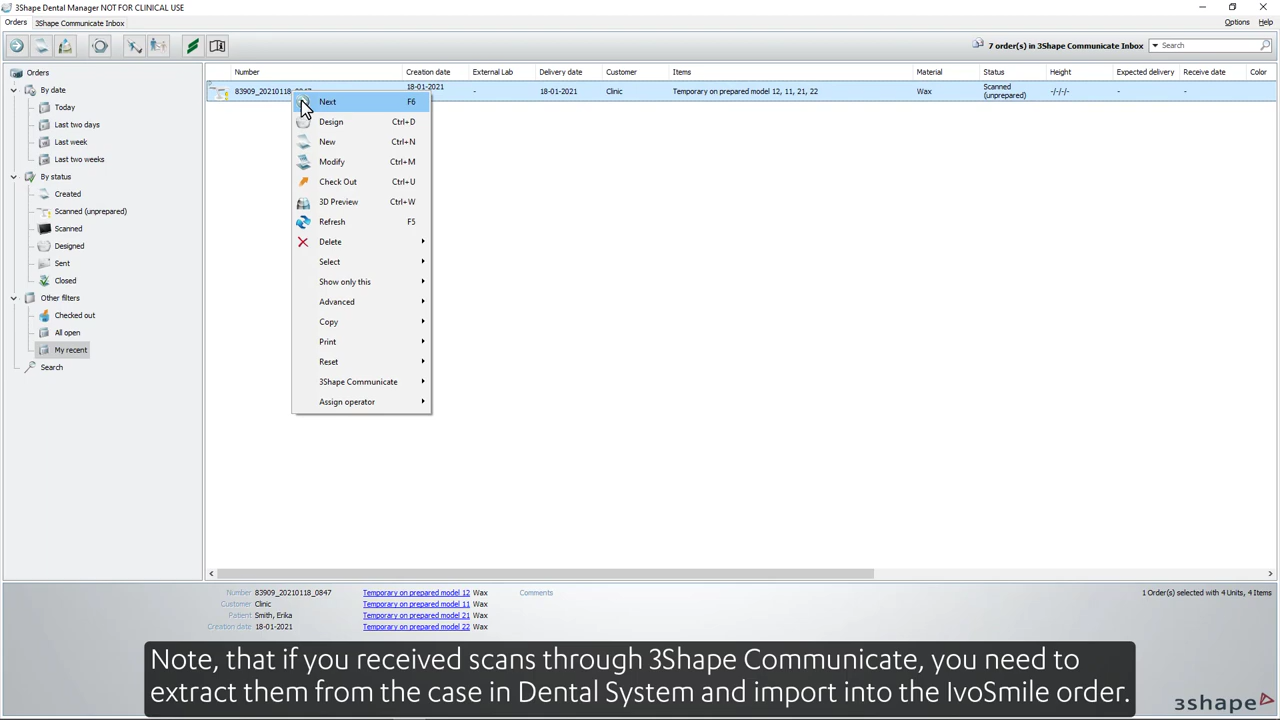 3Shape Dental Manager NOT FOR CLINICAL USE
Orders 3Shape Communicate Inbox
Options Help
7 order(s) in 3Shape Communicate Inbox Search
Orders
By date
Today
Last two days
Last week
Last two weeks
By status
Created
Scanned (unprepared)
Scanned
Designed
Sent
Closed
Other filters
Checked out
All open
My recent
Search
Number Creation date External Lab Delivery date Customer Items Material Status Height Expected delivery Receive date Color
83909_20210118_0847 18-01-2021 - 18-01-2021 Clinic Temporary on prepared model 12, 11, 21, 22 Wax Scanned (unprepared) -/-/-/- - -
Next F6
Design Ctrl+D
New Ctrl+N
Modify Ctrl+M
Check Out Ctrl+U
3D Preview Ctrl+W
Refresh F5
Delete
Select
Show only this
Advanced
Copy
Print
Reset
3Shape Communicate
Assign operator
Number 83909_20210118_0847 Temporary on prepared model 12 Wax Comments 1 Order(s) selected with 4 Units, 4 Items
Customer Clinic Temporary on prepared model 11 Wax
Patient Smith, Erika Temporary on prepared model 21 Wax
Creation date 18-01-2021 Temporary on prepared model 22 Wax
Note, that if you received scans through 3Shape Communicate, you need to
extract them from the case in Dental System and import into the IvoSmile order.
3shape